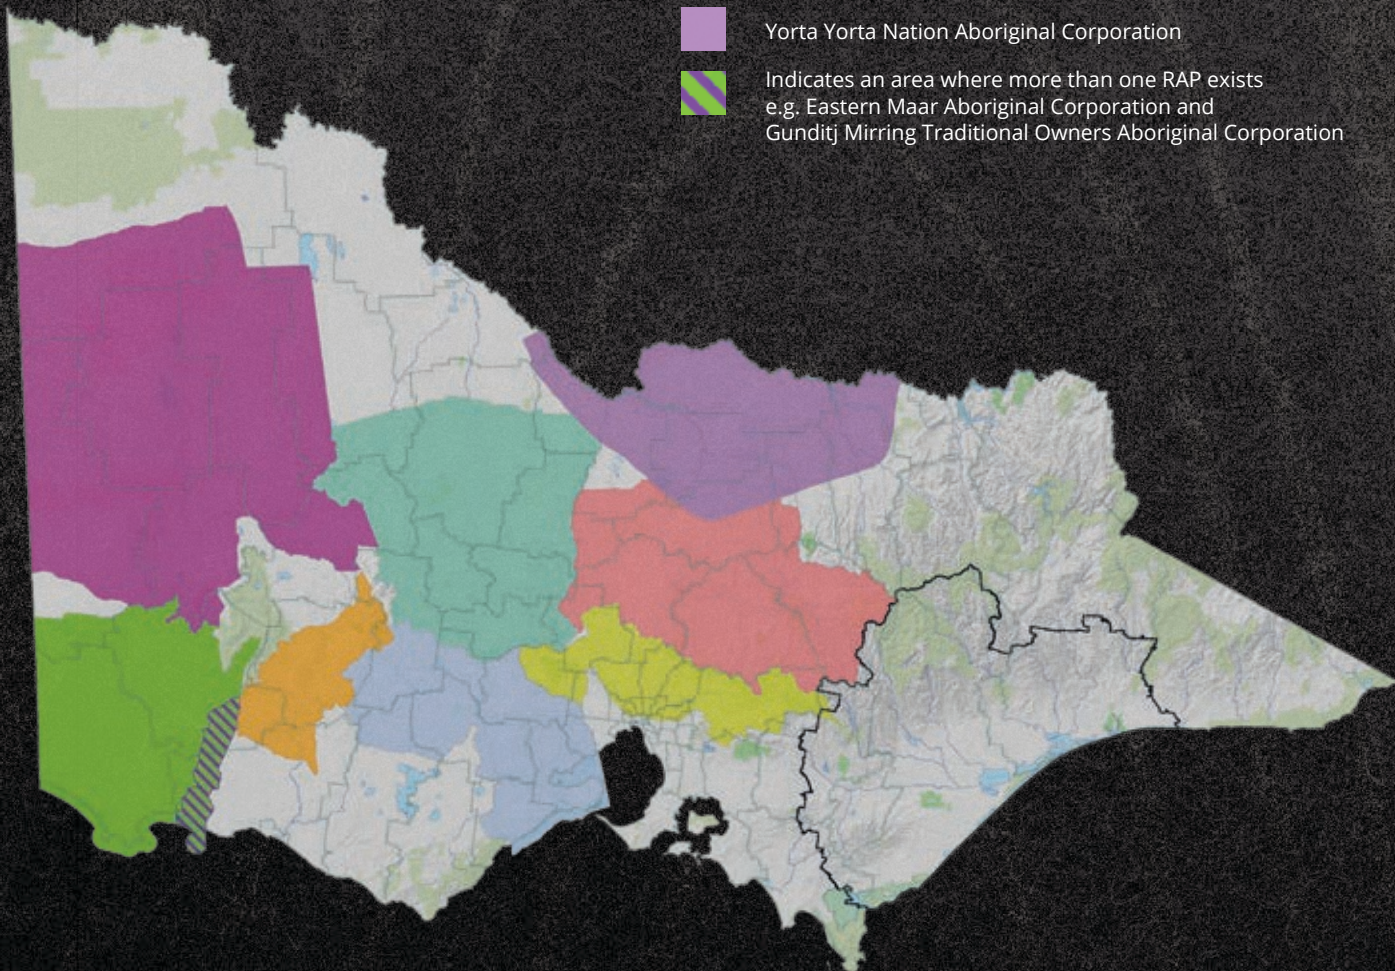 Yorta Yorta Nation Aboriginal Corporation
Indicates an area where more than one RAP exists
e.g. Eastern Maar Aboriginal Corporation and
Gunditj Mirring Traditional Owners Aboriginal Corporation